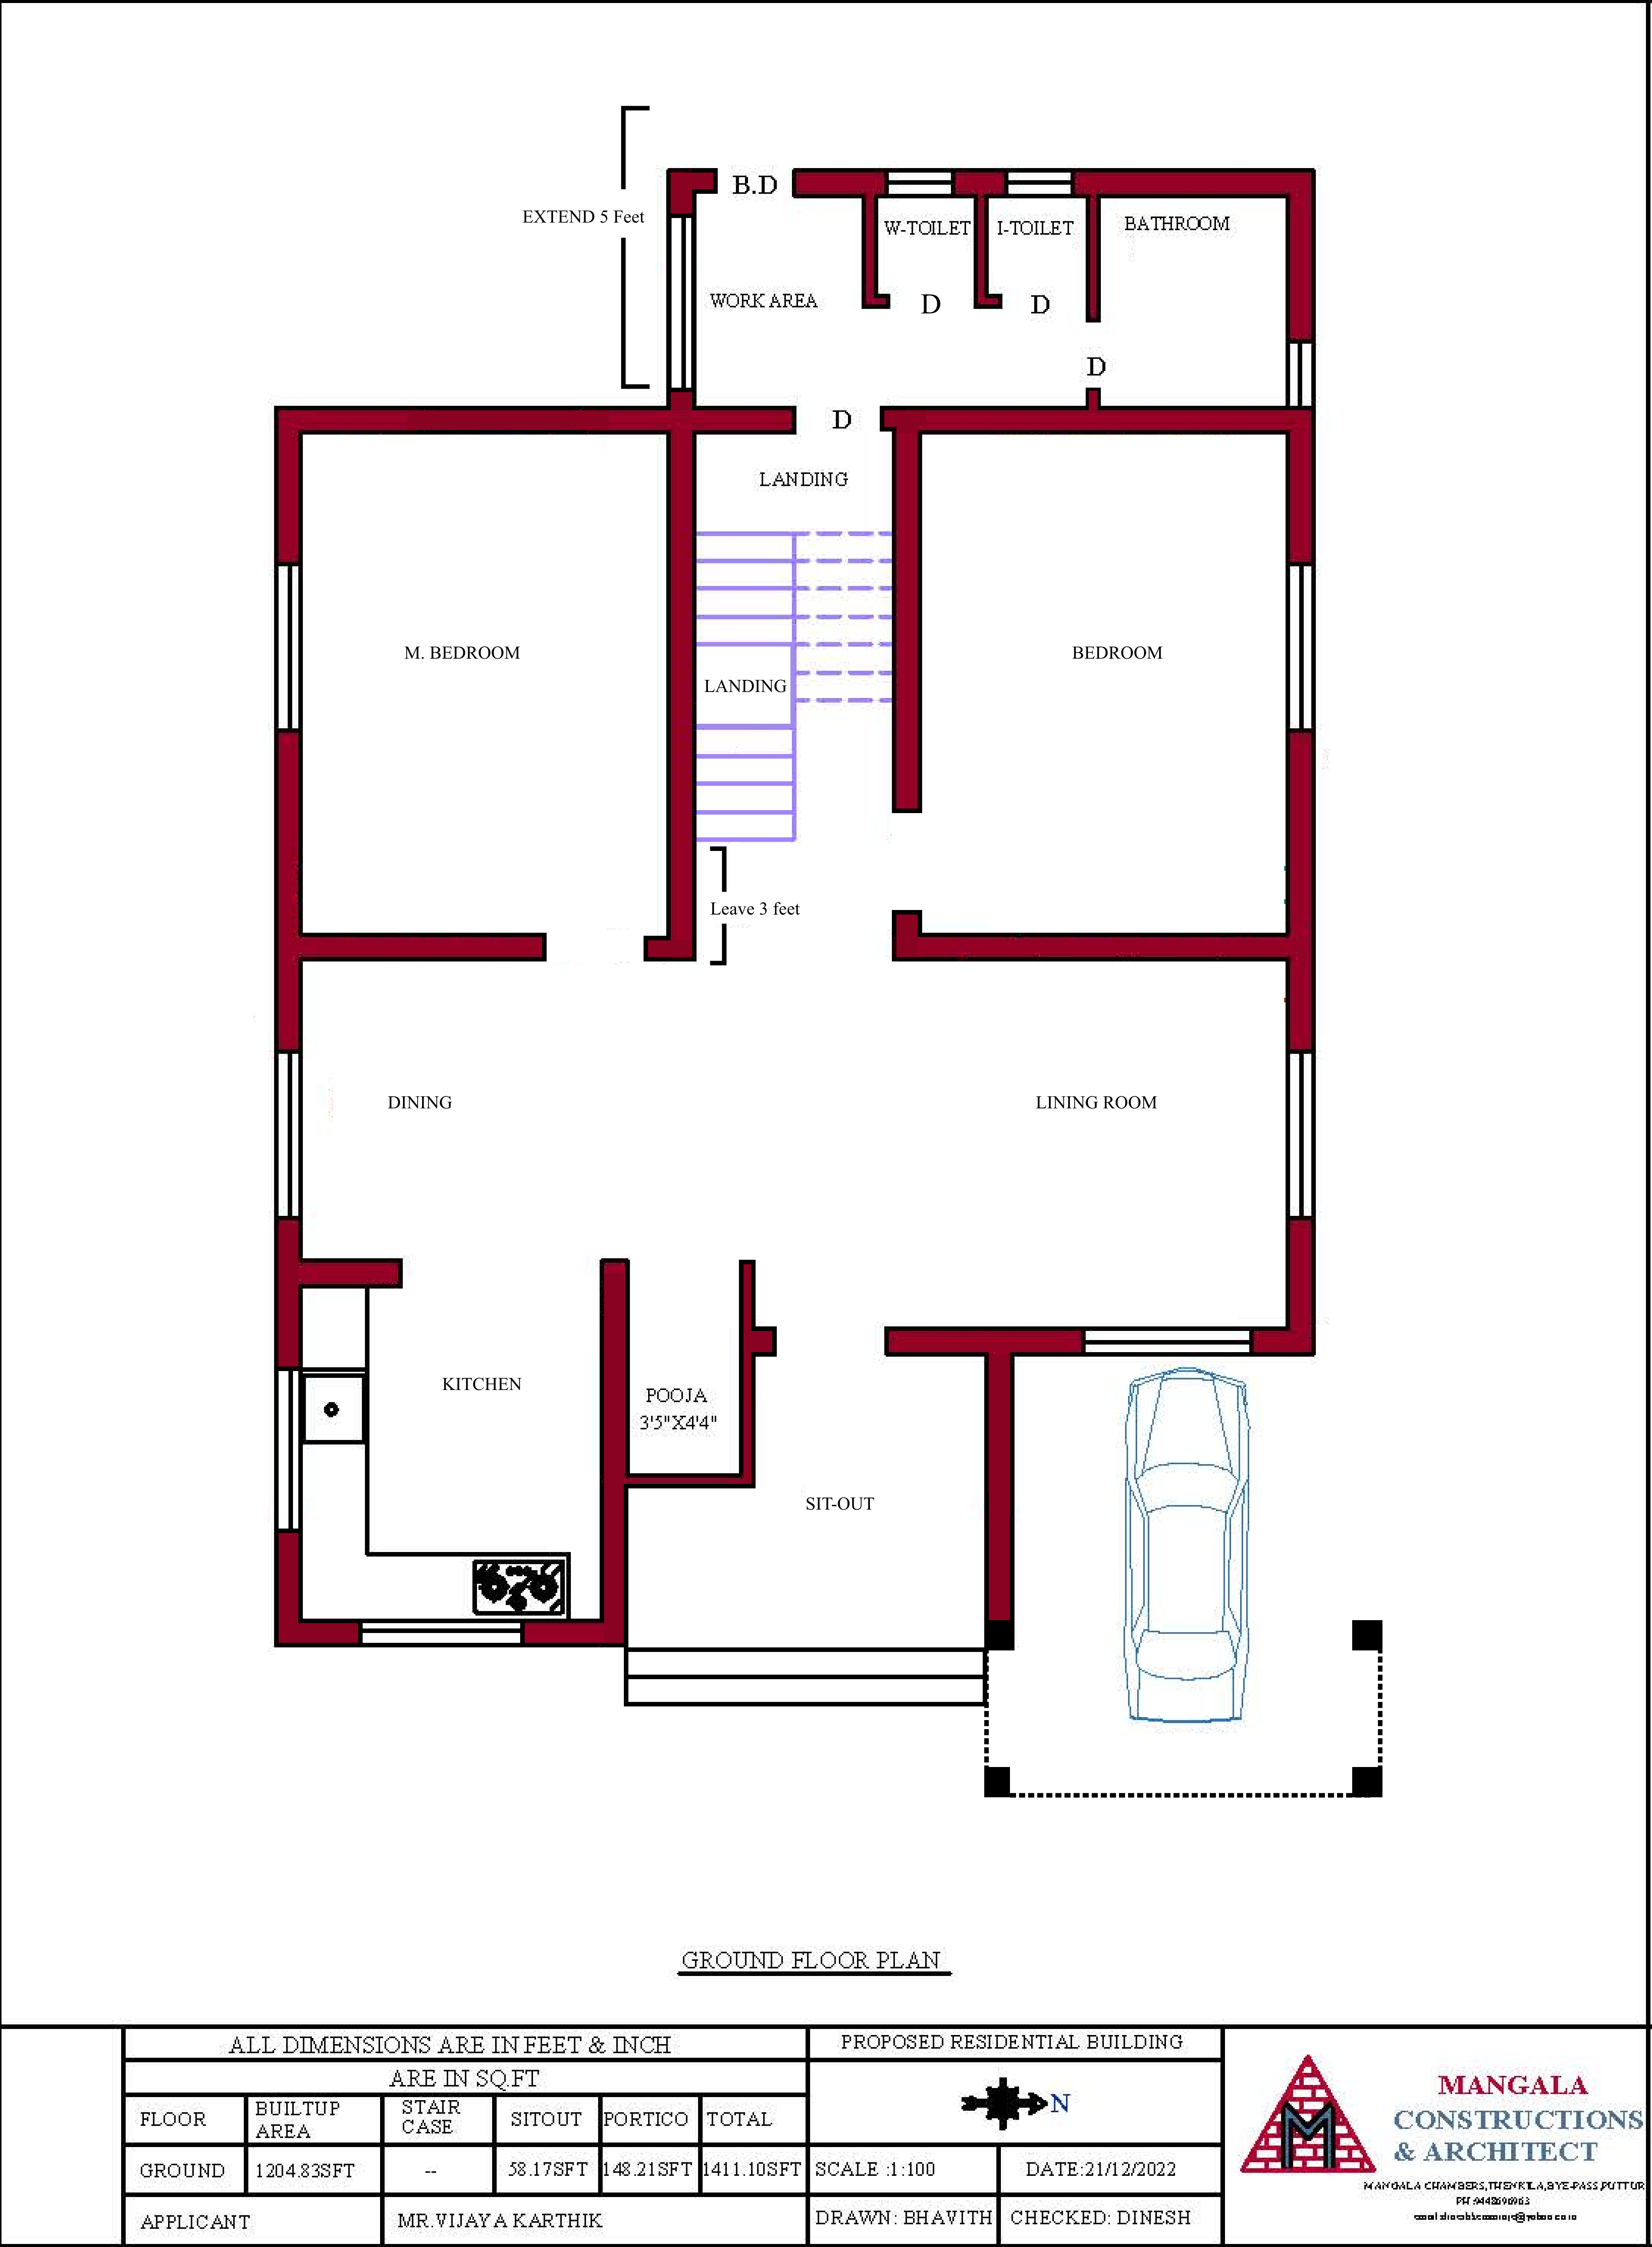 B.D
EXTEND 5 Feet
W-TOILET
I-TOILET
BATHROOM
WORK AREA
D
D
D
D
LANDING
M. BEDROOM
LANDING
BEDROOM
Leave 3 feet
DINING
LINING ROOM
KITCHEN
POOJA
3'5"X4'4"
SIT-OUT
GROUND FLOOR PLAN
ALL DIMENSIONS ARE IN FEET & INCH
ARE IN SQ.FT
FLOOR
BUILTUP
AREA
STAIR
CASE
SITOUT
PORTICO
TOTAL
GROUND
1204.83SFT
--
58.17SFT
148.21SFT
1411.10SFT
APPLICANT
MR.VIJAYA KARTHIK
PROPOSED RESIDENTIAL BUILDING
N
SCALE :1:100
DATE:21/12/2022
DRAWN: BHAVITH
CHECKED: DINESH
M
MANGALA
CONSTRUCTIONS
& ARCHITECT
MANGALA CHAMBERS,THENKILA,BYE-PASS,PUTTUR